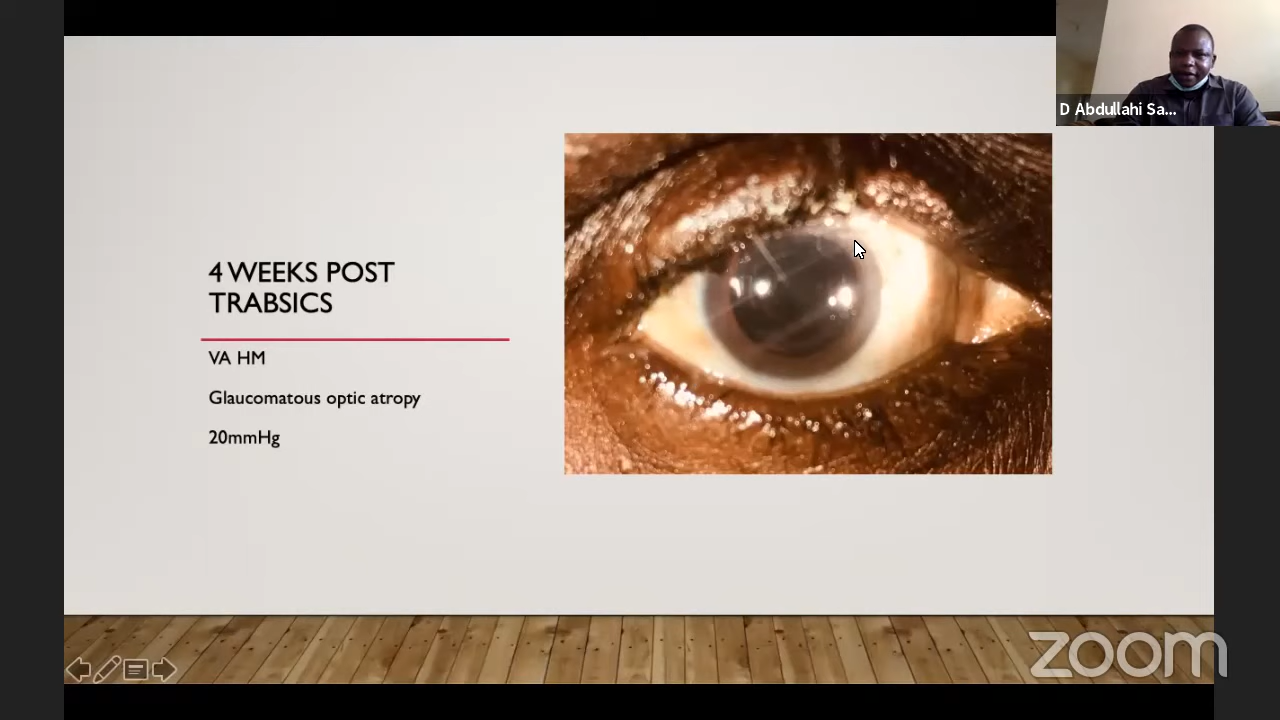 D Abdullahi Sa...
4 WEEKS POST
TRABSICS
VA HM
Glaucomatous optic atropy
20mmHg
zoom